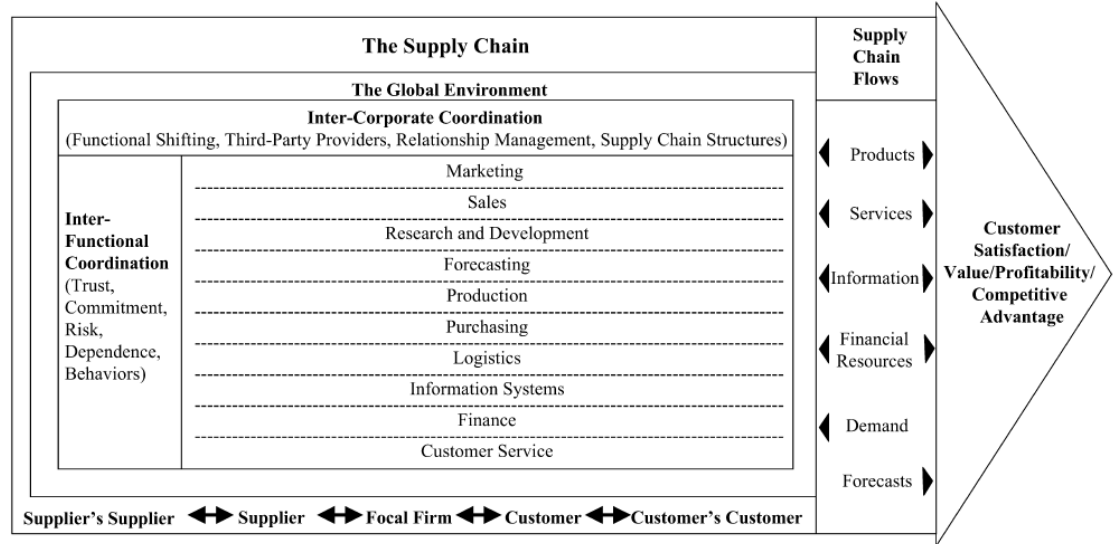 The Supply Chain
Supply
Chain
Flows
The Global Environment
Inter-Corporate Coordination
(Functional Shifting, Third-Party Providers, Relationship Management, Supply Chain Structures)
Inter-
Functional
Coordination
(Trust,
Commitment,
Risk,
Dependence,
Behaviors)
Marketing
Sales
Research and Development
Forecasting
Production
Purchasing
Logistics
Information Systems
Finance
Customer Service
Products
Services
Information
Financial
Resources
Demand
Forecasts
Customer
Satisfaction/
Value/Profitability/
Competitive
Advantage
Supplier's Supplier Supplier Focal Firm Customer Customer's Customer